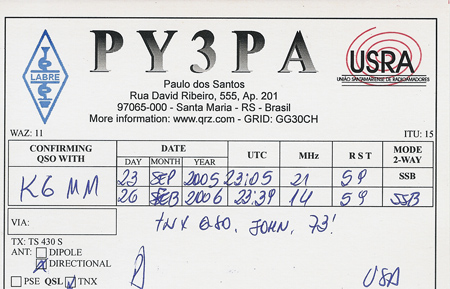 PY3PA
LABRE
USRA
UNIÃO SANTAMARIENSE DE RADIOAMADORES
Paulo dos Santos
Rua David Ribeiro, 555, Ap. 201
97065-000 - Santa Maria - RS - Brasil
More information: www.qrz.com - GRID: GG30CH
WAZ: 11 ITU: 15
CONFIRMING QSO WITH DATE UTC MHz R S T MODE 2-WAY
DAY MONTH YEAR
K6MM 23 SEP 2005 23:05 21 59 SSB
26 FEB 2006 23:39 14 59 SSB
VIA: TNX QSO, JOHN, 73!
TX: TS 430 S
ANT: DIPOLE
DIRECTIONAL
PSE QSL TNX USA